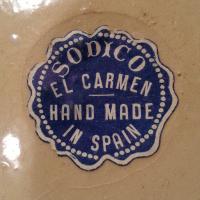 SODICO
EL CARMEN
HAND MADE
IN SPAIN